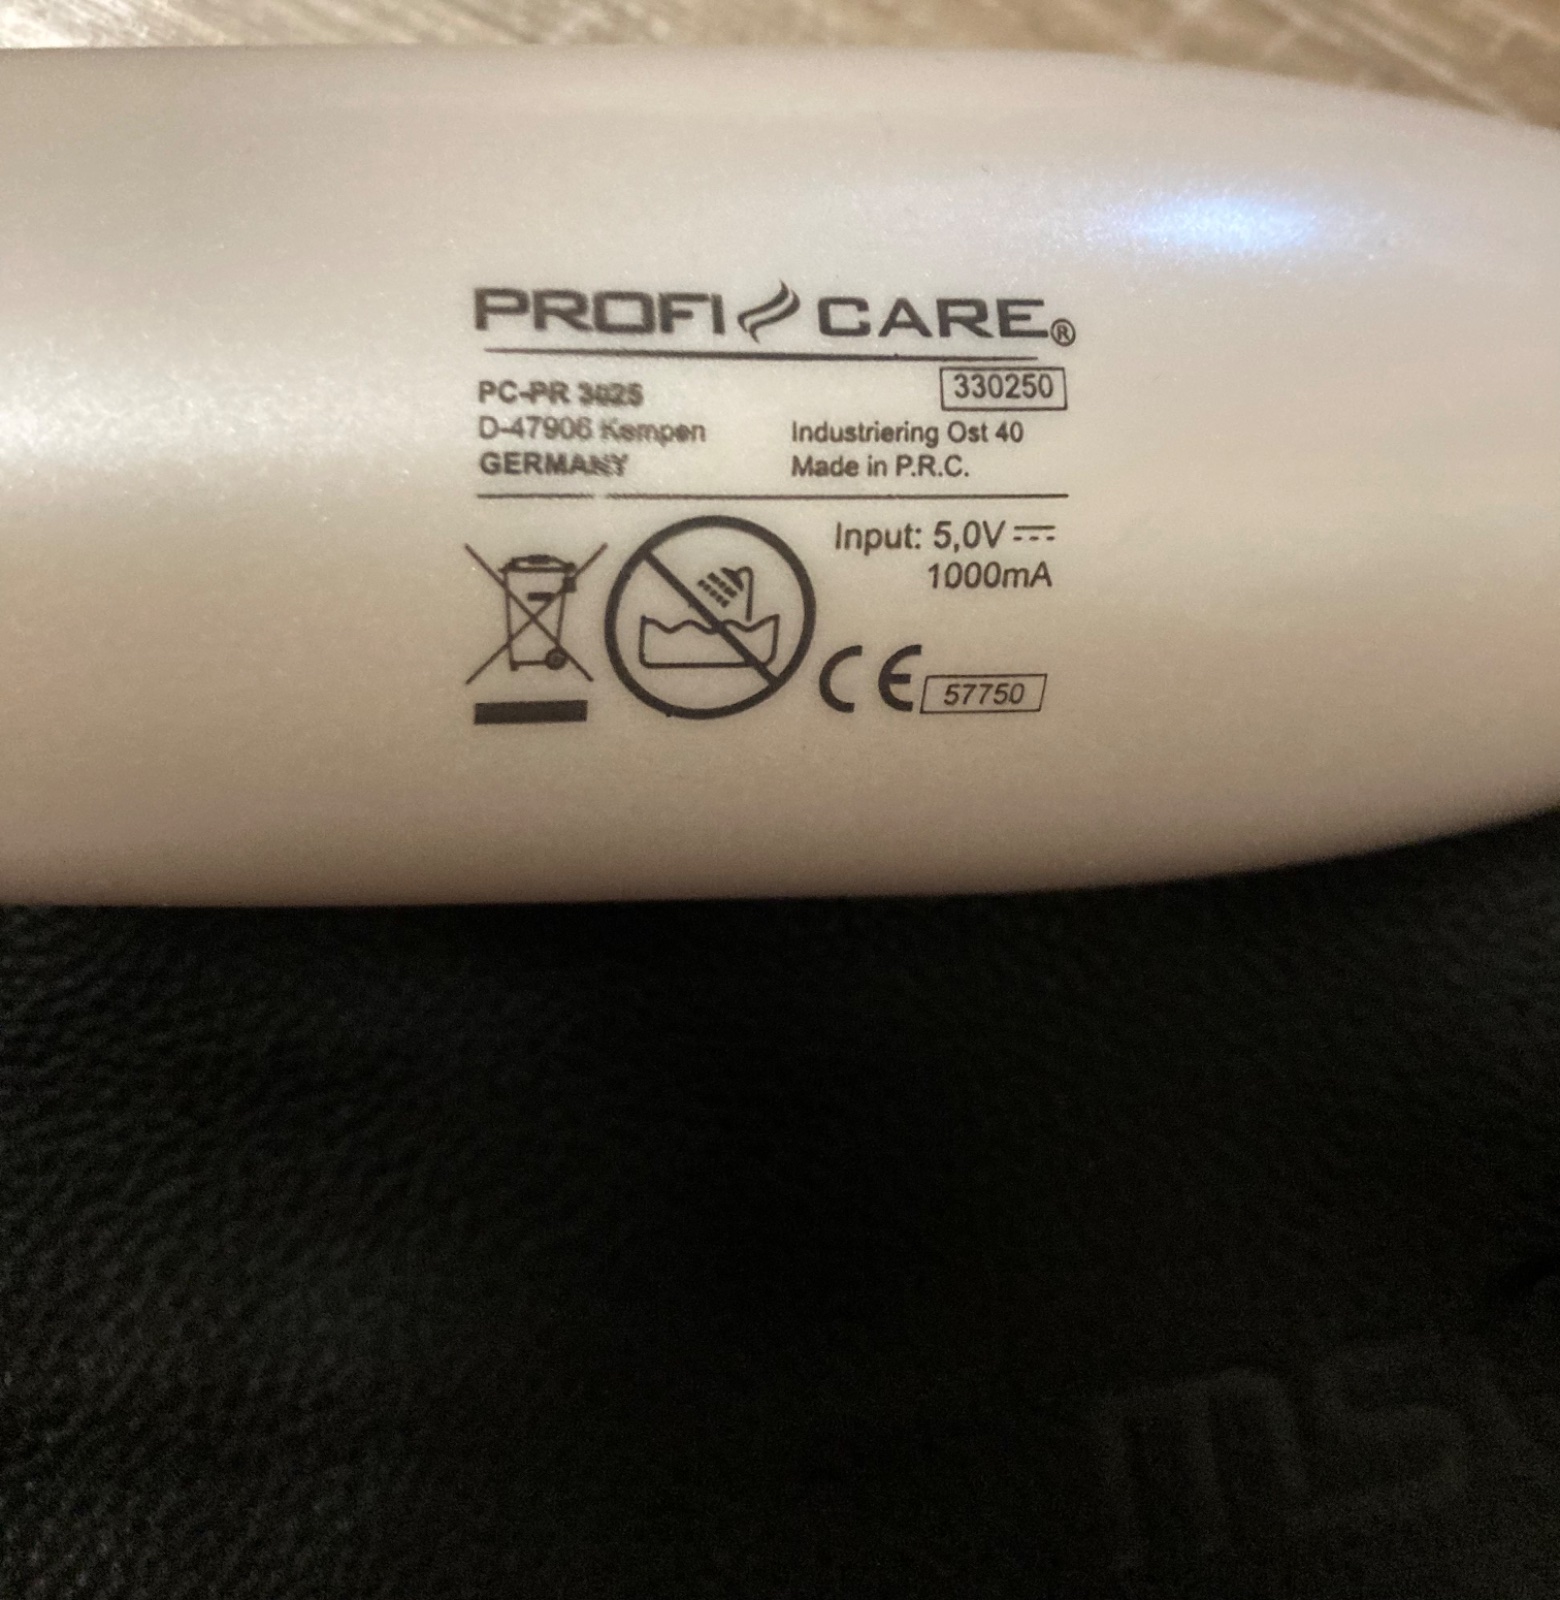 PROFI CARE®
PC-PR 3025 330250
D-47906 Kempen Industriering Ost 40
GERMANY Made in P.R.C.
Input: 5,0V
1000mA
CE 57750